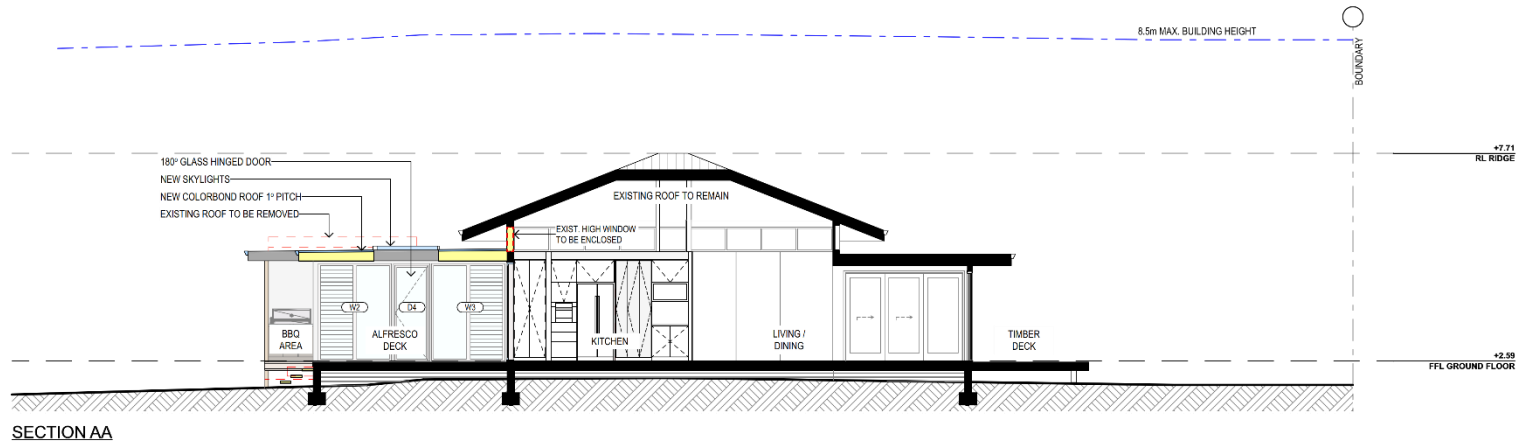 8.5m MAX. BUILDING HEIGHT
BOUNDARY
+7.71
RL RIDGE
180º GLASS HINGED DOOR
NEW SKYLIGHTS
NEW COLORBOND ROOF 1º PITCH
EXISTING ROOF TO BE REMOVED
EXISTING ROOF TO REMAIN
EXIST. HIGH WINDOW
TO BE ENCLOSED
W2
D4
W3
BBQ
AREA
ALFRESCO
DECK
KITCHEN
LIVING /
DINING
TIMBER
DECK
+2.59
FFL GROUND FLOOR
SECTION AA